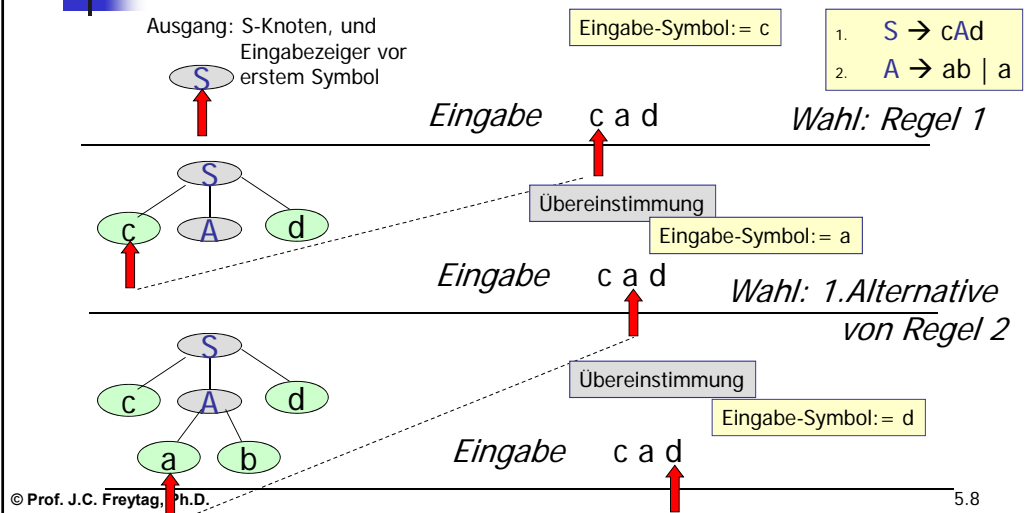 Ausgang: S-Knoten, und
Eingabezeiger vor
erstem Symbol
Eingabe-Symbol:= c
1. S → cAd
2. A → ab | a
S
Eingabe c a d
Wahl: Regel 1
S
c A d
Übereinstimmung
Eingabe-Symbol:= a
Eingabe c a d
Wahl: 1.Alternative
von Regel 2
S
c A d
a b
Übereinstimmung
Eingabe-Symbol:= d
Eingabe c a d
© Prof. J.C. Freytag, Ph.D.
5.8